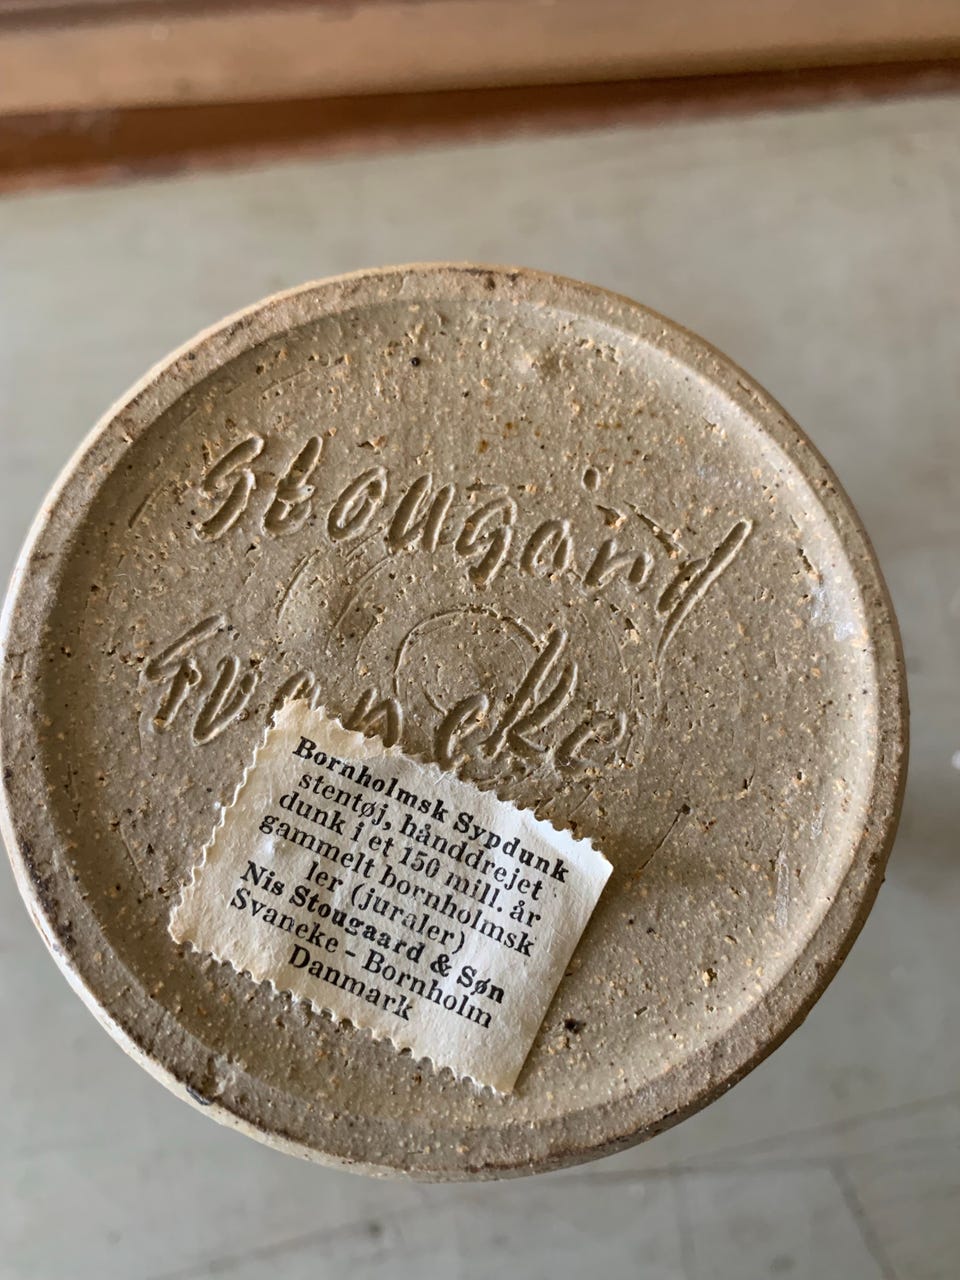 Stougård
Svaneke
Bornholmsk Sypdunk
stentøj, hånddrejet
dunk i et 150 mill. år
gammelt bornholmsk
ler (juraler)
Nis Stougaard & Søn
Svaneke - Bornholm
Danmark